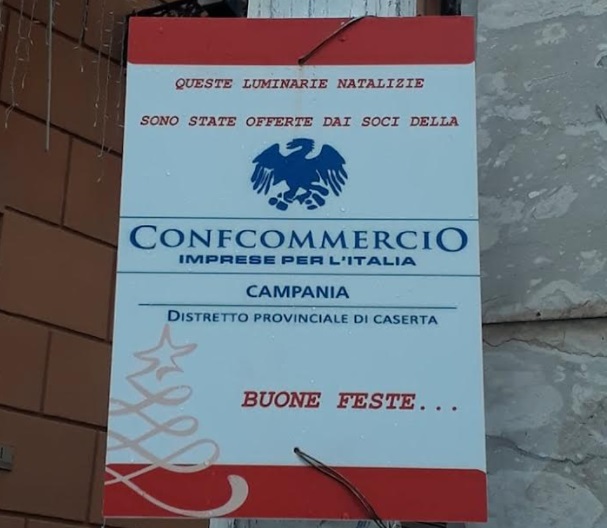 QUESTE LUMINARIE NATALIZIE
SONO STATE OFFERTE DAI SOCI DELLA
CONFCOMMERCIO
IMPRESE PER L'ITALIA
CAMPANIA
DISTRETTO PROVINCIALE DI CASERTA
BUONE FESTE...